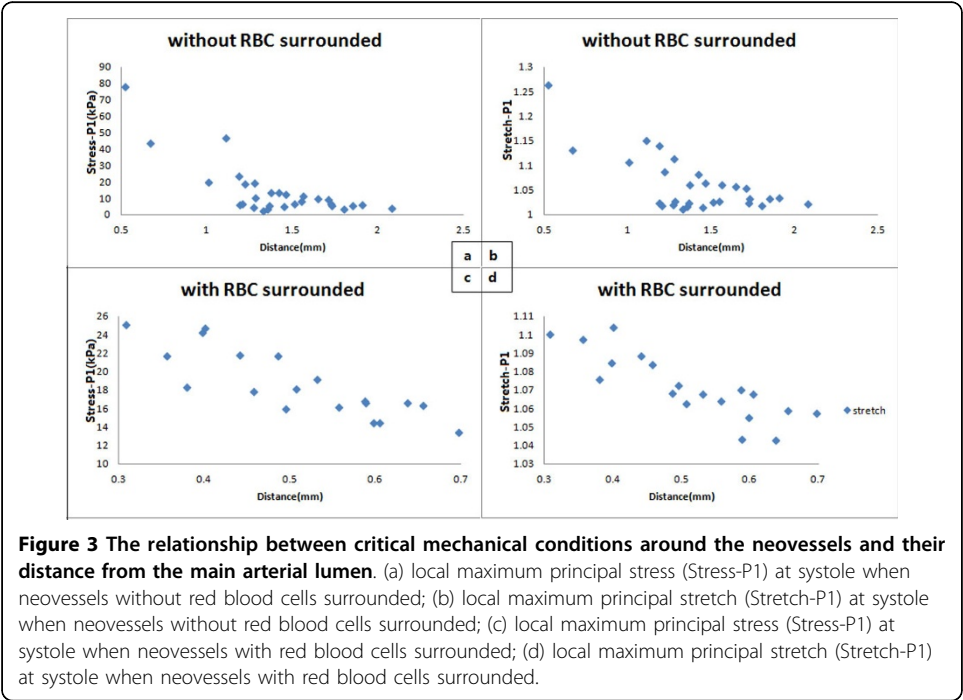 without RBC surrounded
90
80
70
60
50
40
30
20
10
0
Stress-P1(kPa)
0.5 1 1.5 2 2.5
Distance(mm)
without RBC surrounded
1.3
1.25
1.2
1.15
1.1
1.05
1
Stretch-P1
0.5 1 1.5 2 2.5
Distance(mm)
a b
c d
with RBC surrounded
26
24
22
20
18
16
14
12
10
Stress-P1(kPa)
0.3 0.4 0.5 0.6 0.7
Distance(mm)
with RBC surrounded
1.11
1.1
1.09
1.08
1.07
1.06
1.05
1.04
1.03
Stretch-P1
0.3 0.4 0.5 0.6 0.7
Distance(mm)
stretch
Figure 3 The relationship between critical mechanical conditions around the neovessels and their
distance from the main arterial lumen. (a) local maximum principal stress (Stress-P1) at systole when
neovessels without red blood cells surrounded; (b) local maximum principal stretch (Stretch-P1) at systole
when neovessels without red blood cells surrounded; (c) local maximum principal stress (Stress-P1) at
systole when neovessels with red blood cells surrounded; (d) local maximum principal stretch (Stretch-P1)
at systole when neovessels with red blood cells surrounded.